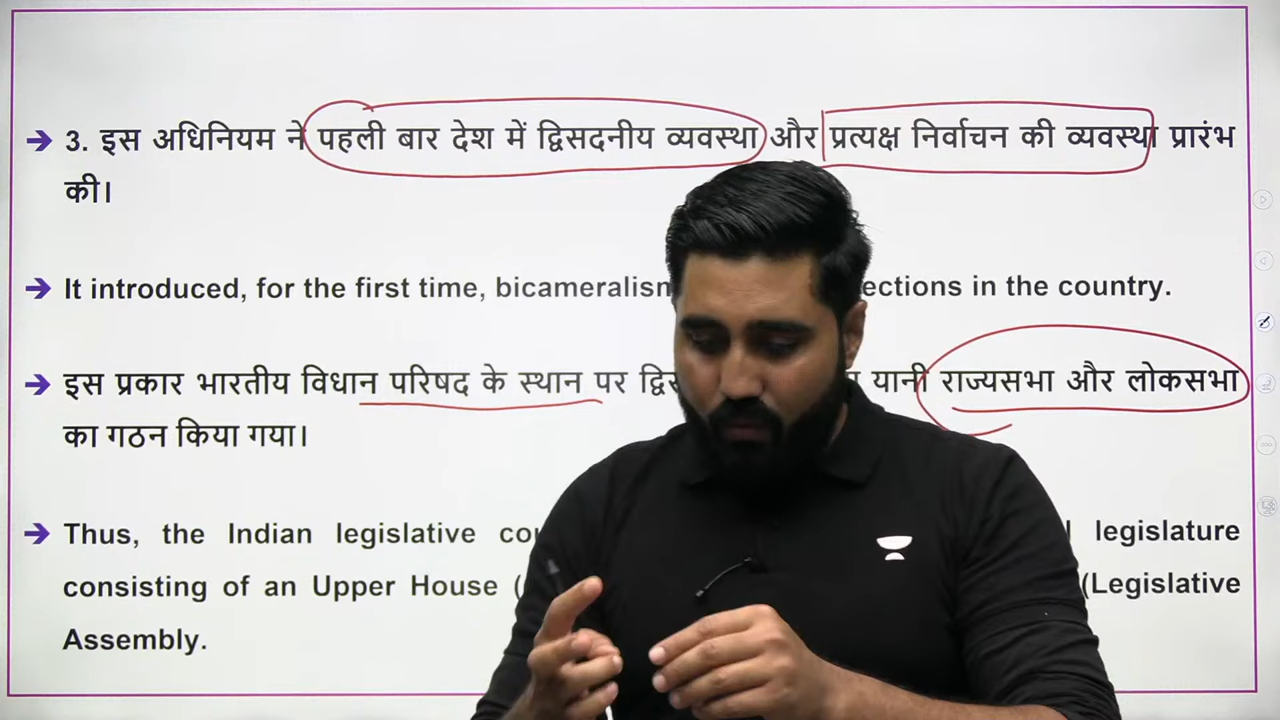 ➔ 3. इस अधिनियम ने पहली बार देश में द्विसदनीय व्यवस्था और प्रत्यक्ष निर्वाचन की व्यवस्था प्रारंभ
की।
➔ It introduced, for the first time, ections in the country.
➔ इस प्रकार भारतीय विधान परिषद के स्थान पर यानी राज्यसभा और लोकसभा
का गठन किया गया।
➔ Thus, the Indian legislative legislature
consisting of an Upper House ( (Legislative
Assembly.